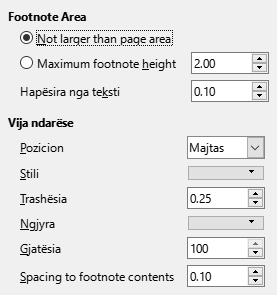 Footnote Area
Not larger than page area
Maximum footnote height 2.00
Hapësira nga teksti 0.10
Vija ndarëse
Pozicion Majtas
Stili
Trashësia 0.25
Ngjyra
Gjatësia 100
Spacing to footnote contents 0.10